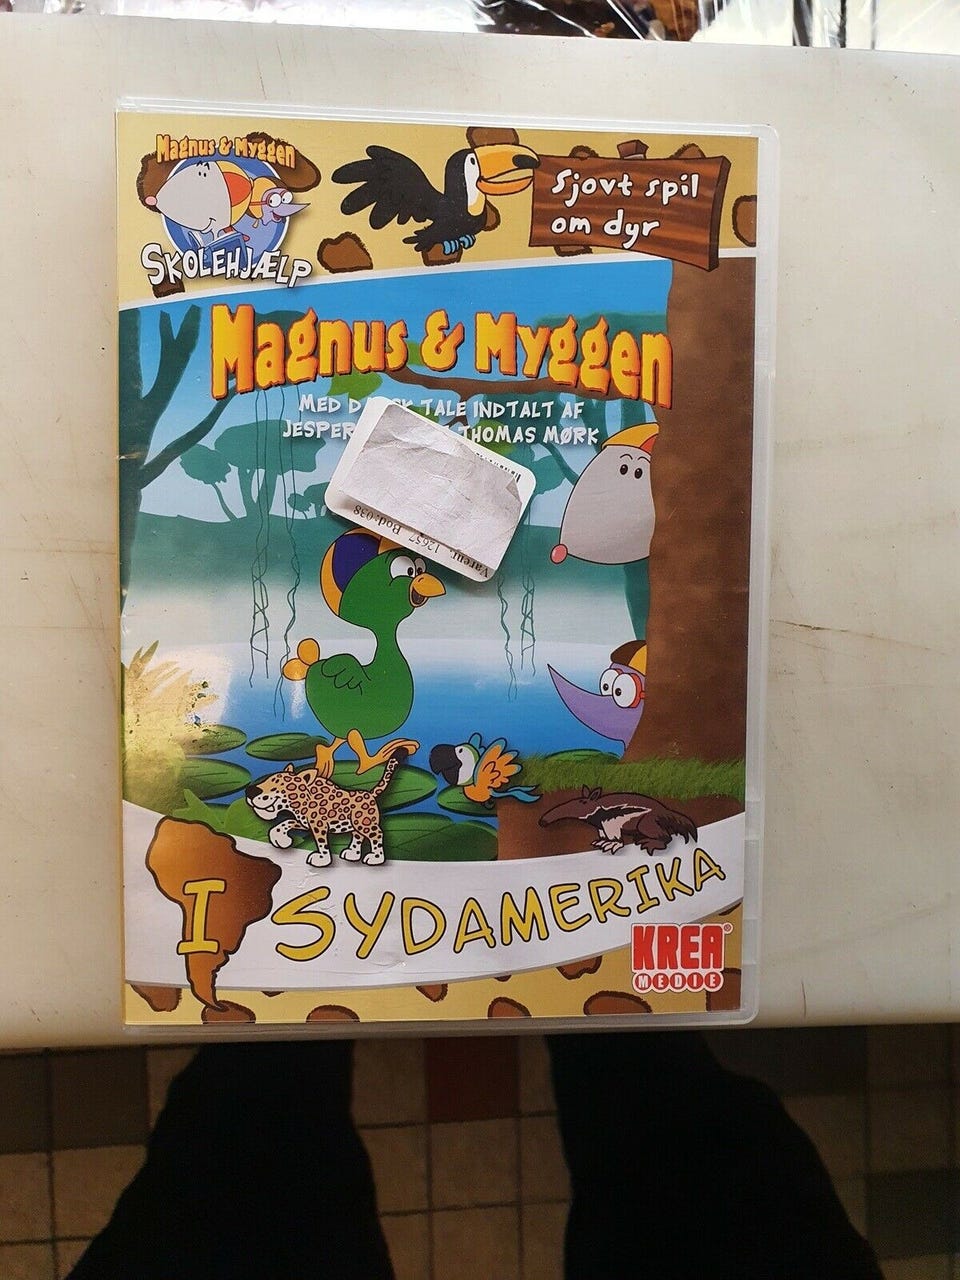 Magnus & Myggen
SKOLEHJÆLP
Sjovt spil
om dyr
Magnus & Myggen
MED TALE INDTALT AF
JESPER THOMAS MØRK
Varenr. 12657 Bod:038
I SYDAMERIKA
KREA®
MEDIE